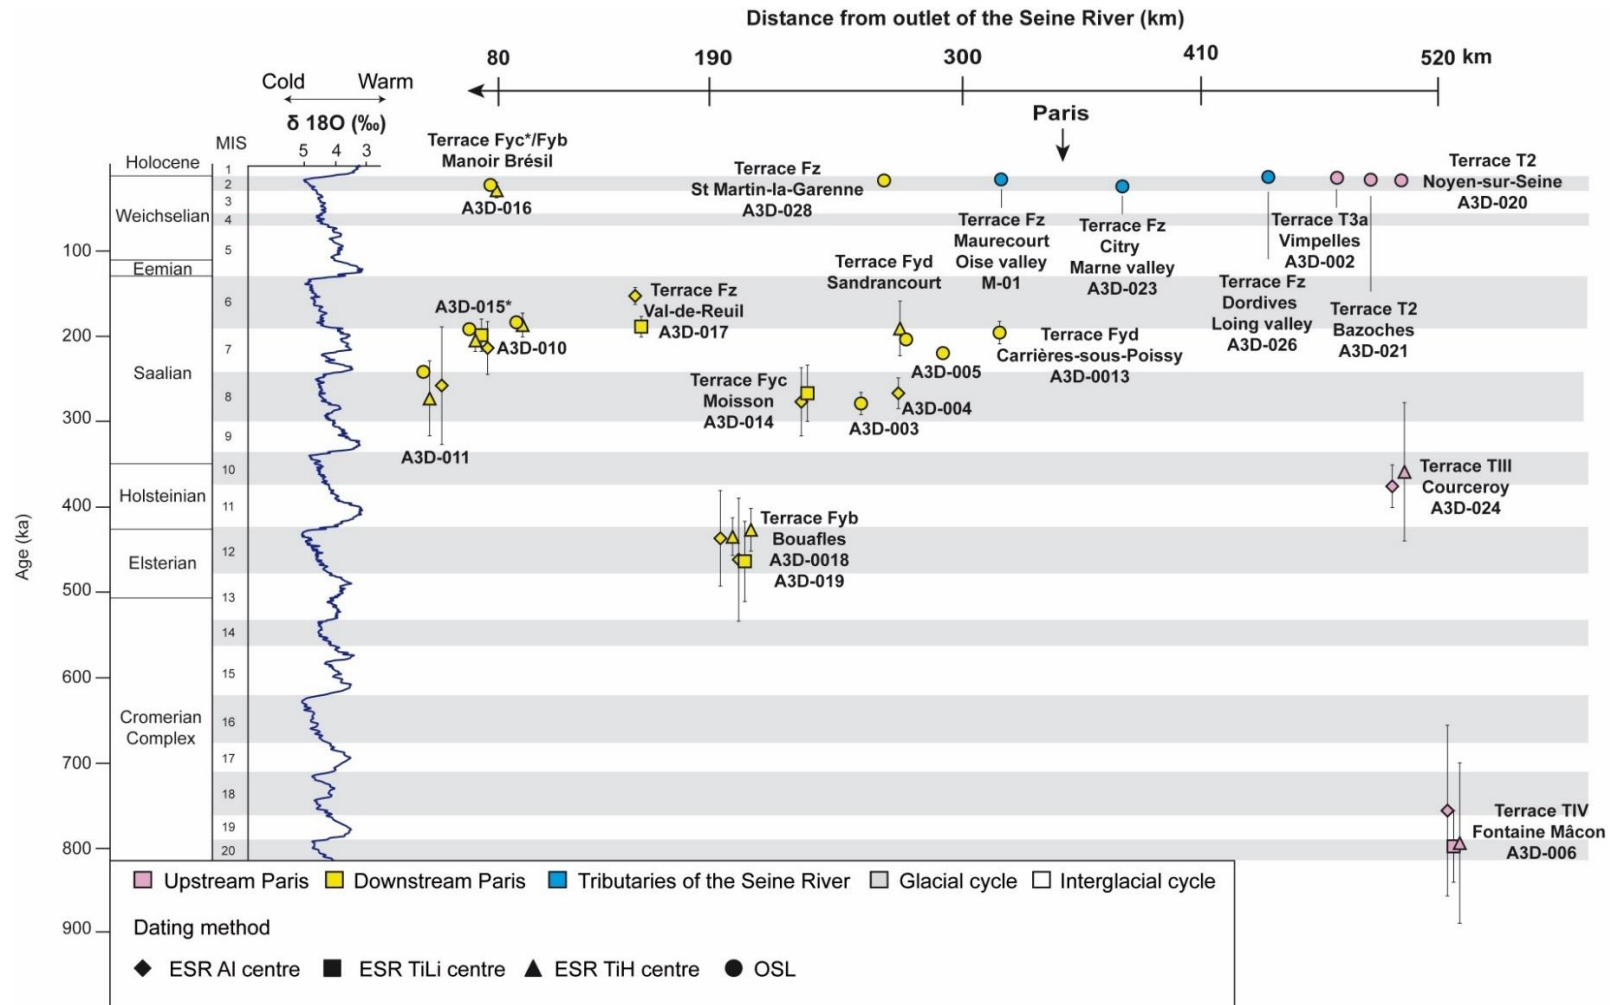 Distance from outlet of the Seine River (km)
80 190 300 410 520 km
Cold Warm
δ 18O (‰)
5 4 3
MIS
Paris
Holocene
Weichselian
Eemian
Saalian
Holsteinian
Elsterian
Cromerian
Complex
1
2
3
4
5
6
7
8
9
10
11
12
13
14
15
16
17
18
19
20
Age (ka)
100
200
300
400
500
600
700
800
900
Terrace Fyc*/Fyb
Manoir Brésil
A3D-016
Terrace Fz
St Martin-la-Garenne
A3D-028
Terrace Fz
Maurecourt
Oise valley
M-01
Terrace Fz
Citry
Marne valley
A3D-023
Terrace Fz
Dordives
Loing valley
A3D-026
Terrace T3a
Vimpelles
A3D-002
Terrace T2
Bazoches
A3D-021
Terrace T2
Noyen-sur-Seine
A3D-020
A3D-015*
A3D-010
A3D-011
Terrace Fz
Val-de-Reuil
A3D-017
Terrace Fyd
Sandrancourt
A3D-005
A3D-004
A3D-003
Terrace Fyd
Carrières-sous-Poissy
A3D-0013
Terrace Fyc
Moisson
A3D-014
Terrace TIII
Courceroy
A3D-024
Terrace Fyb
Bouafles
A3D-0018
A3D-019
Terrace TIV
Fontaine Mâcon
A3D-006
Upstream Paris Downstream Paris Tributaries of the Seine River Glacial cycle Interglacial cycle
Dating method
ESR Al centre ESR TiLi centre ESR TiH centre OSL